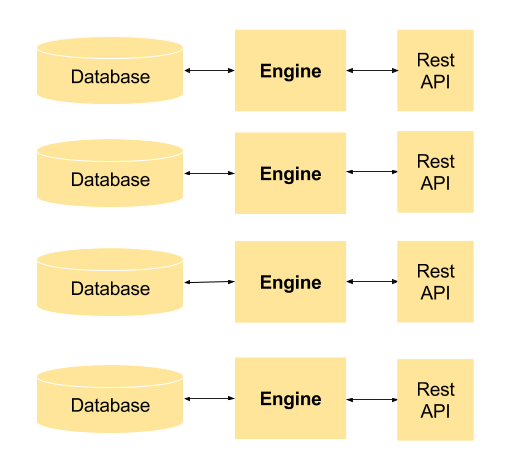 Database
Engine
Rest
API
Database
Engine
Rest
API
Database
Engine
Rest
API
Database
Engine
Rest
API